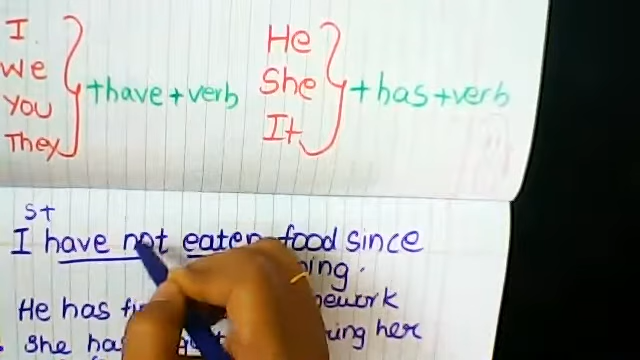 I
we
you
They
+have+verb
He
She
It
+has+verb
st
I have not eaten food since
He has
she
her